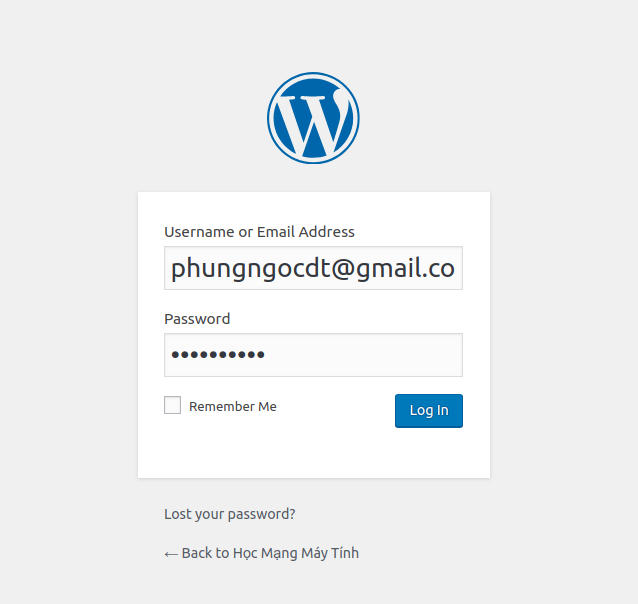 Username or Email Address
phungngocdt@gmail.co
Password
••••••••••
Remember Me
Log In
Lost your password?
← Back to Học Mạng Máy Tính